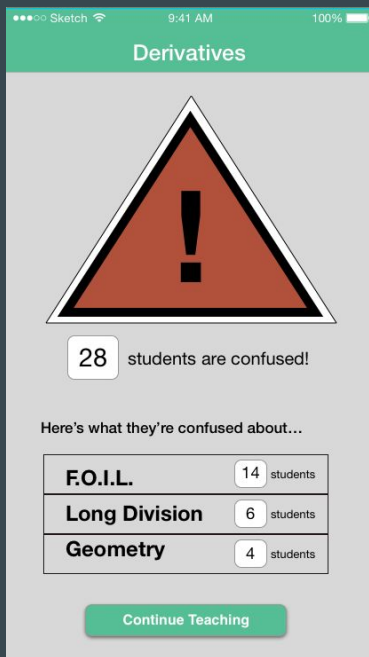 Sketch 9:41 AM 100%
Derivatives
!
28 students are confused!
Here's what they're confused about…
F.O.I.L. 14 students
Long Division 6 students
Geometry 4 students
Continue Teaching